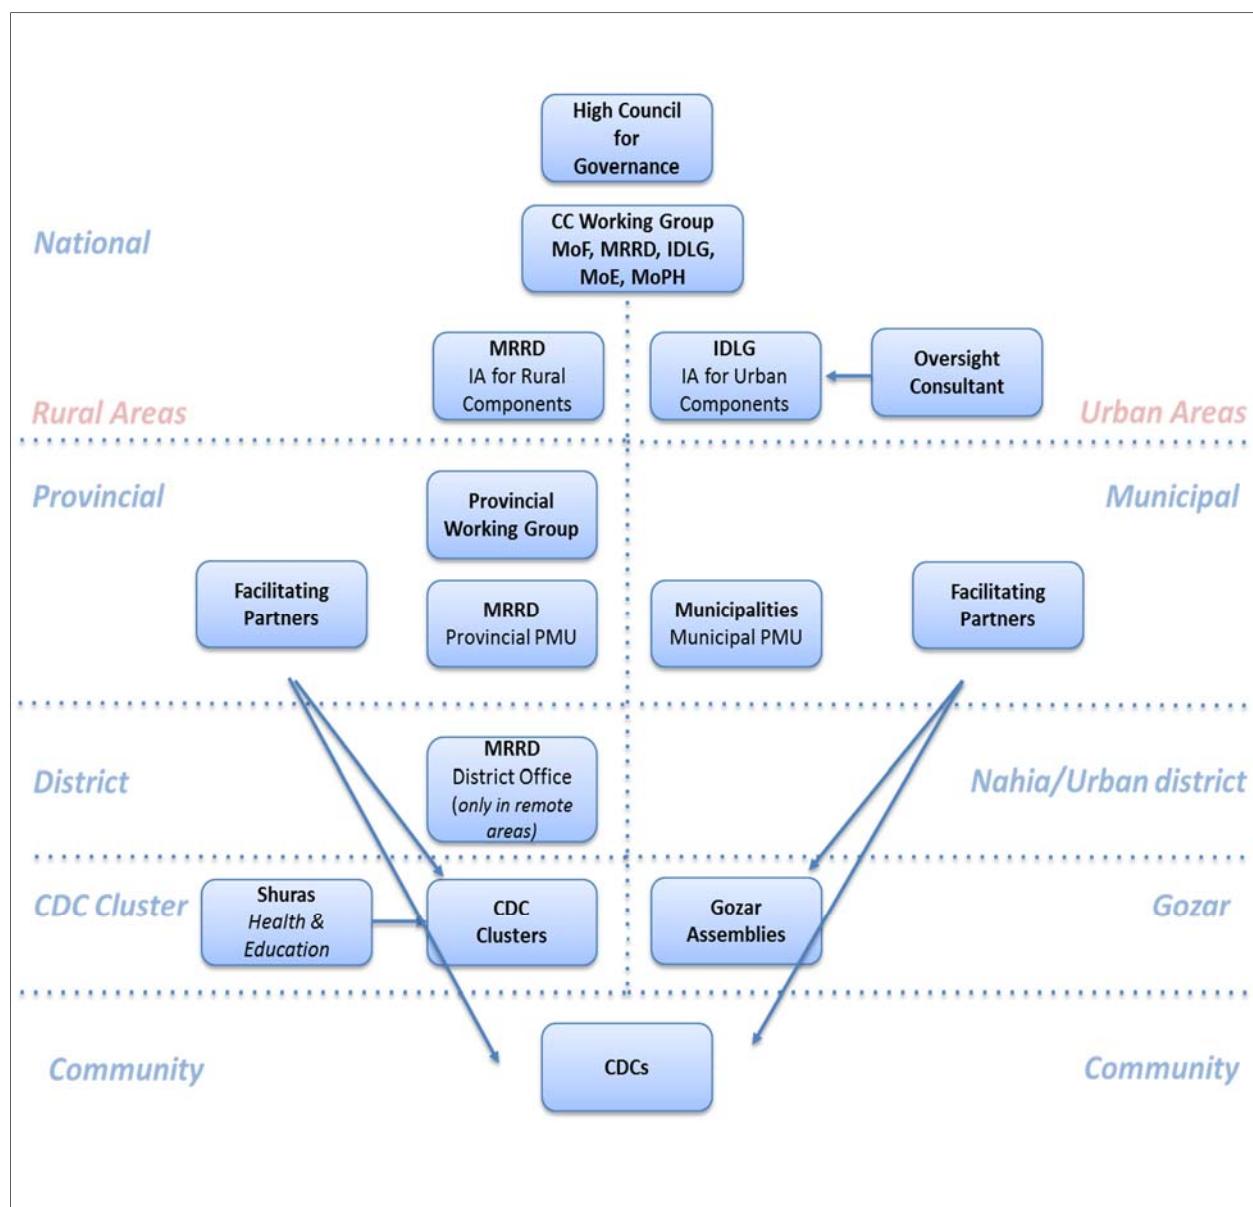 High Council
for
Governance
National
CC Working Group
MoF, MRRD, IDLG,
MoE, MoPH
MRRD
IA for Rural
Components
IDLG
IA for Urban
Components
Oversight
Consultant
Rural Areas
Urban Areas
Provincial
Provincial
Working Group
Municipal
Facilitating
Partners
MRRD
Provincial PMU
Municipalities
Municipal PMU
Facilitating
Partners
District
MRRD
District Office
(only in remote
areas)
Nahia/Urban district
CDC Cluster
Shuras
Health &
Education
CDC
Clusters
Gozar
Assemblies
Gozar
Community
CDCs
Community